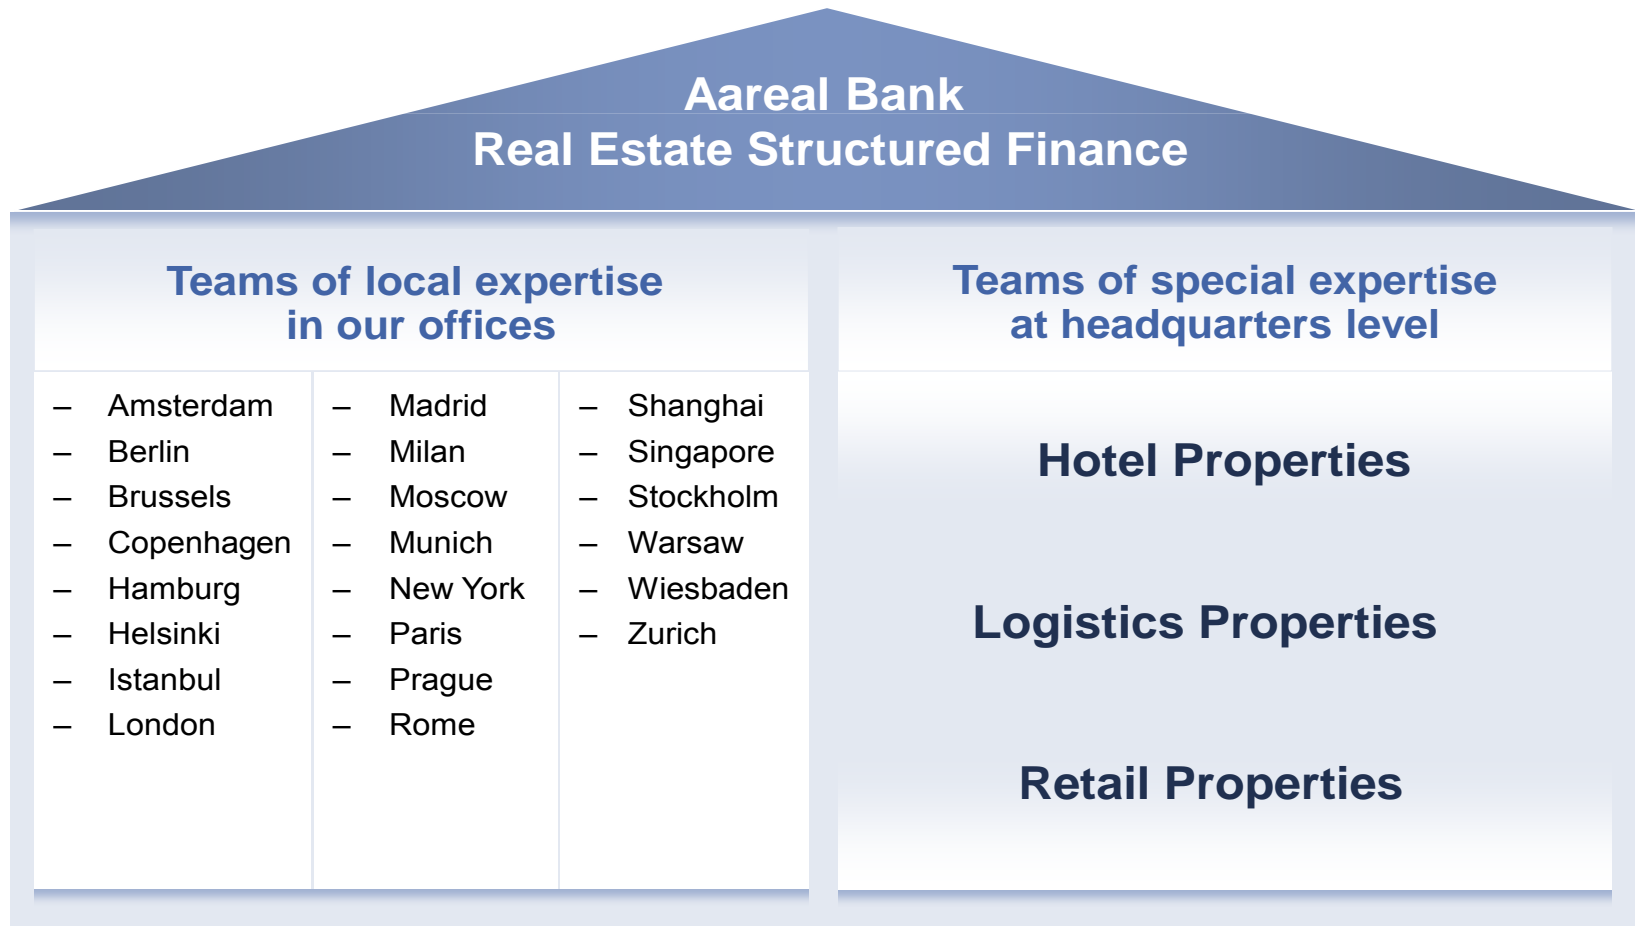 Aareal Bank
Real Estate Structured Finance
Teams of local expertise
in our offices
– Amsterdam
– Berlin
– Brussels
– Copenhagen
– Hamburg
– Helsinki
– Istanbul
– London
– Madrid
– Milan
– Moscow
– Munich
– New York
– Paris
– Prague
– Rome
– Shanghai
– Singapore
– Stockholm
– Warsaw
– Wiesbaden
– Zurich
Teams of special expertise
at headquarters level
Hotel Properties
Logistics Properties
Retail Properties